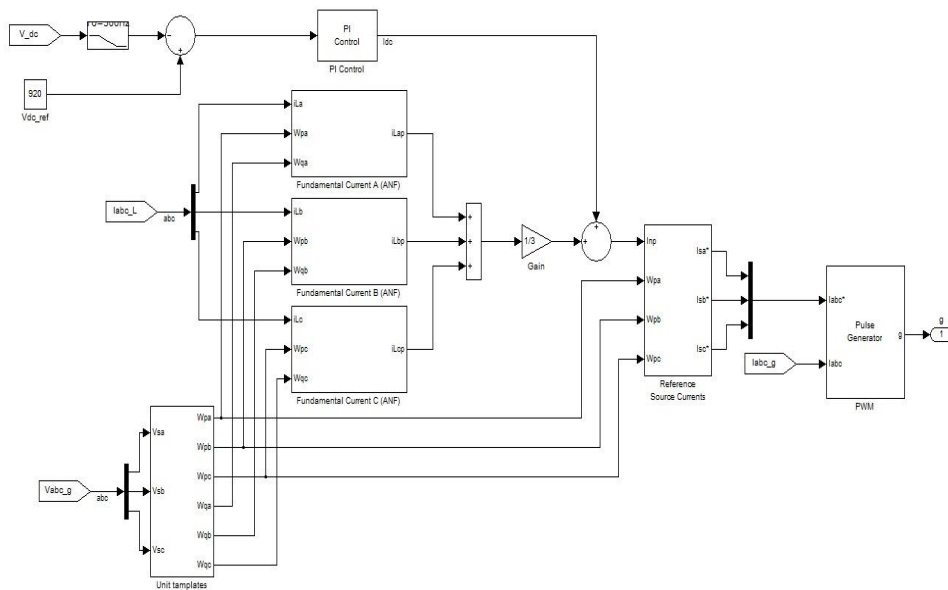 V_dc
PI
Control
Idc
PI Control
920
Vdc_ref
iLa
Wpa
Wqa
iLap
Fundamental Current A (ANF)
Iabc_L
abc
iLb
Wpb
Wqb
iLbp
Fundamental Current B (ANF)
iLc
Wpc
Wqc
iLcp
Fundamental Current C (ANF)
+
+
+
1/3
Gain
+
+
-
+
Inp
Wpa
Wpb
Wpc
Isa*
Isb*
Isc*
Reference
Source Currents
Iabc_g
Iabc*
Iabc
Pulse
Generator
g
PWM
g
1
Vabc_g
abc
Vsa
Vsb
Vsc
Wpa
Wpb
Wpc
Wqa
Wqb
Wqc
Unit tamplates